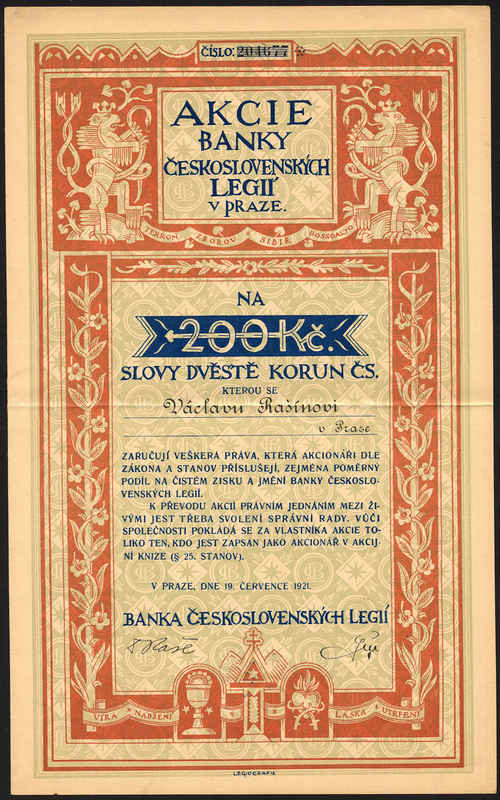 ČÍSLO: 204677
AKCIE
BANKY
ČESKOSLOVENSKÝCH
LEGIÍ
V PRAZE.
TERRON ZBOROV SIBIŘ DOSSOALTO
NA
200 Kč.
SLOVY DVĚSTĚ KORUN ČS.
KTEROU SE
Václavu Rašínovi
v Praze
ZARUČUJÍ VEŠKERÁ PRÁVA, KTERÁ AKCIONÁŘI DLE
ZÁKONA A STANOV PŘÍSLUŠEJÍ, ZEJMÉNA POMĚRNÝ
PODÍL NA ČISTÉM ZISKU A JMĚNÍ BANKY ČESKOSLO-
VENSKÝCH LEGIÍ.
K PŘEVODU AKCIÍ PRÁVNÍM JEDNÁNÍM MEZI ŽI-
VÝMI JEST TŘEBA SVOLENÍ SPRÁVNÍ RADY. VŮČI
SPOLEČNOSTI POKLÁDÁ SE ZA VLASTNÍKA AKCIE TO-
LIKO TEN, KDO JEST ZAPSÁN JAKO AKCIONÁŘ V AKCIJ-
NÍ KNIZE (§ 25. STANOV).
V PRAZE, DNE 19. ČERVENCE 1921.
BANKA ČESKOSLOVENSKÝCH LEGIÍ
VÍRA NADŠENÍ LÁSKA UTRPENÍ
LEGIOGRAFIE